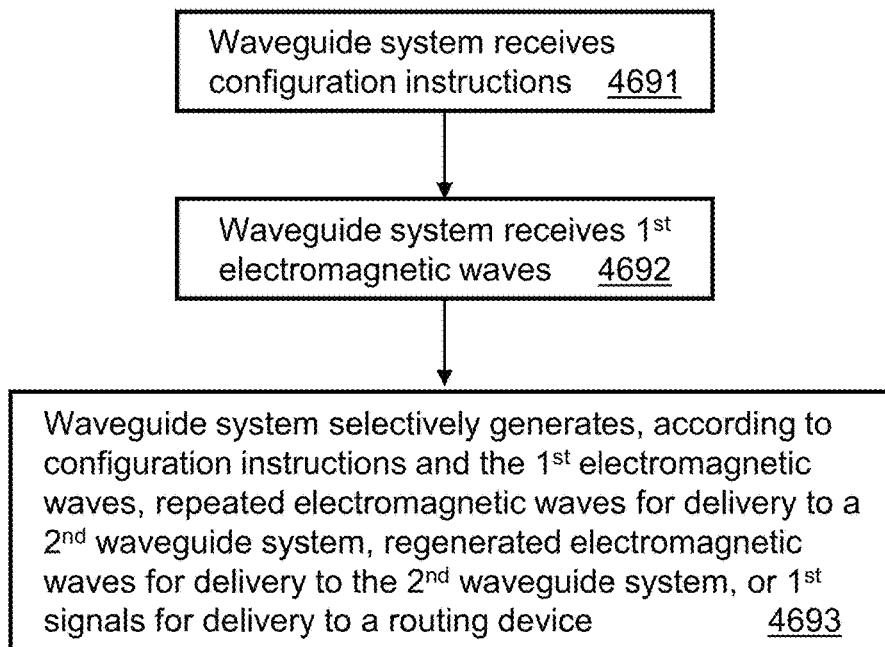 Waveguide system receives
configuration instructions 4691
Waveguide system receives 1st
electromagnetic waves 4692
Waveguide system selectively generates, according to
configuration instructions and the 1st electromagnetic
waves, repeated electromagnetic waves for delivery to a
2nd waveguide system, regenerated electromagnetic
waves for delivery to the 2nd waveguide system, or 1st
signals for delivery to a routing device 4693